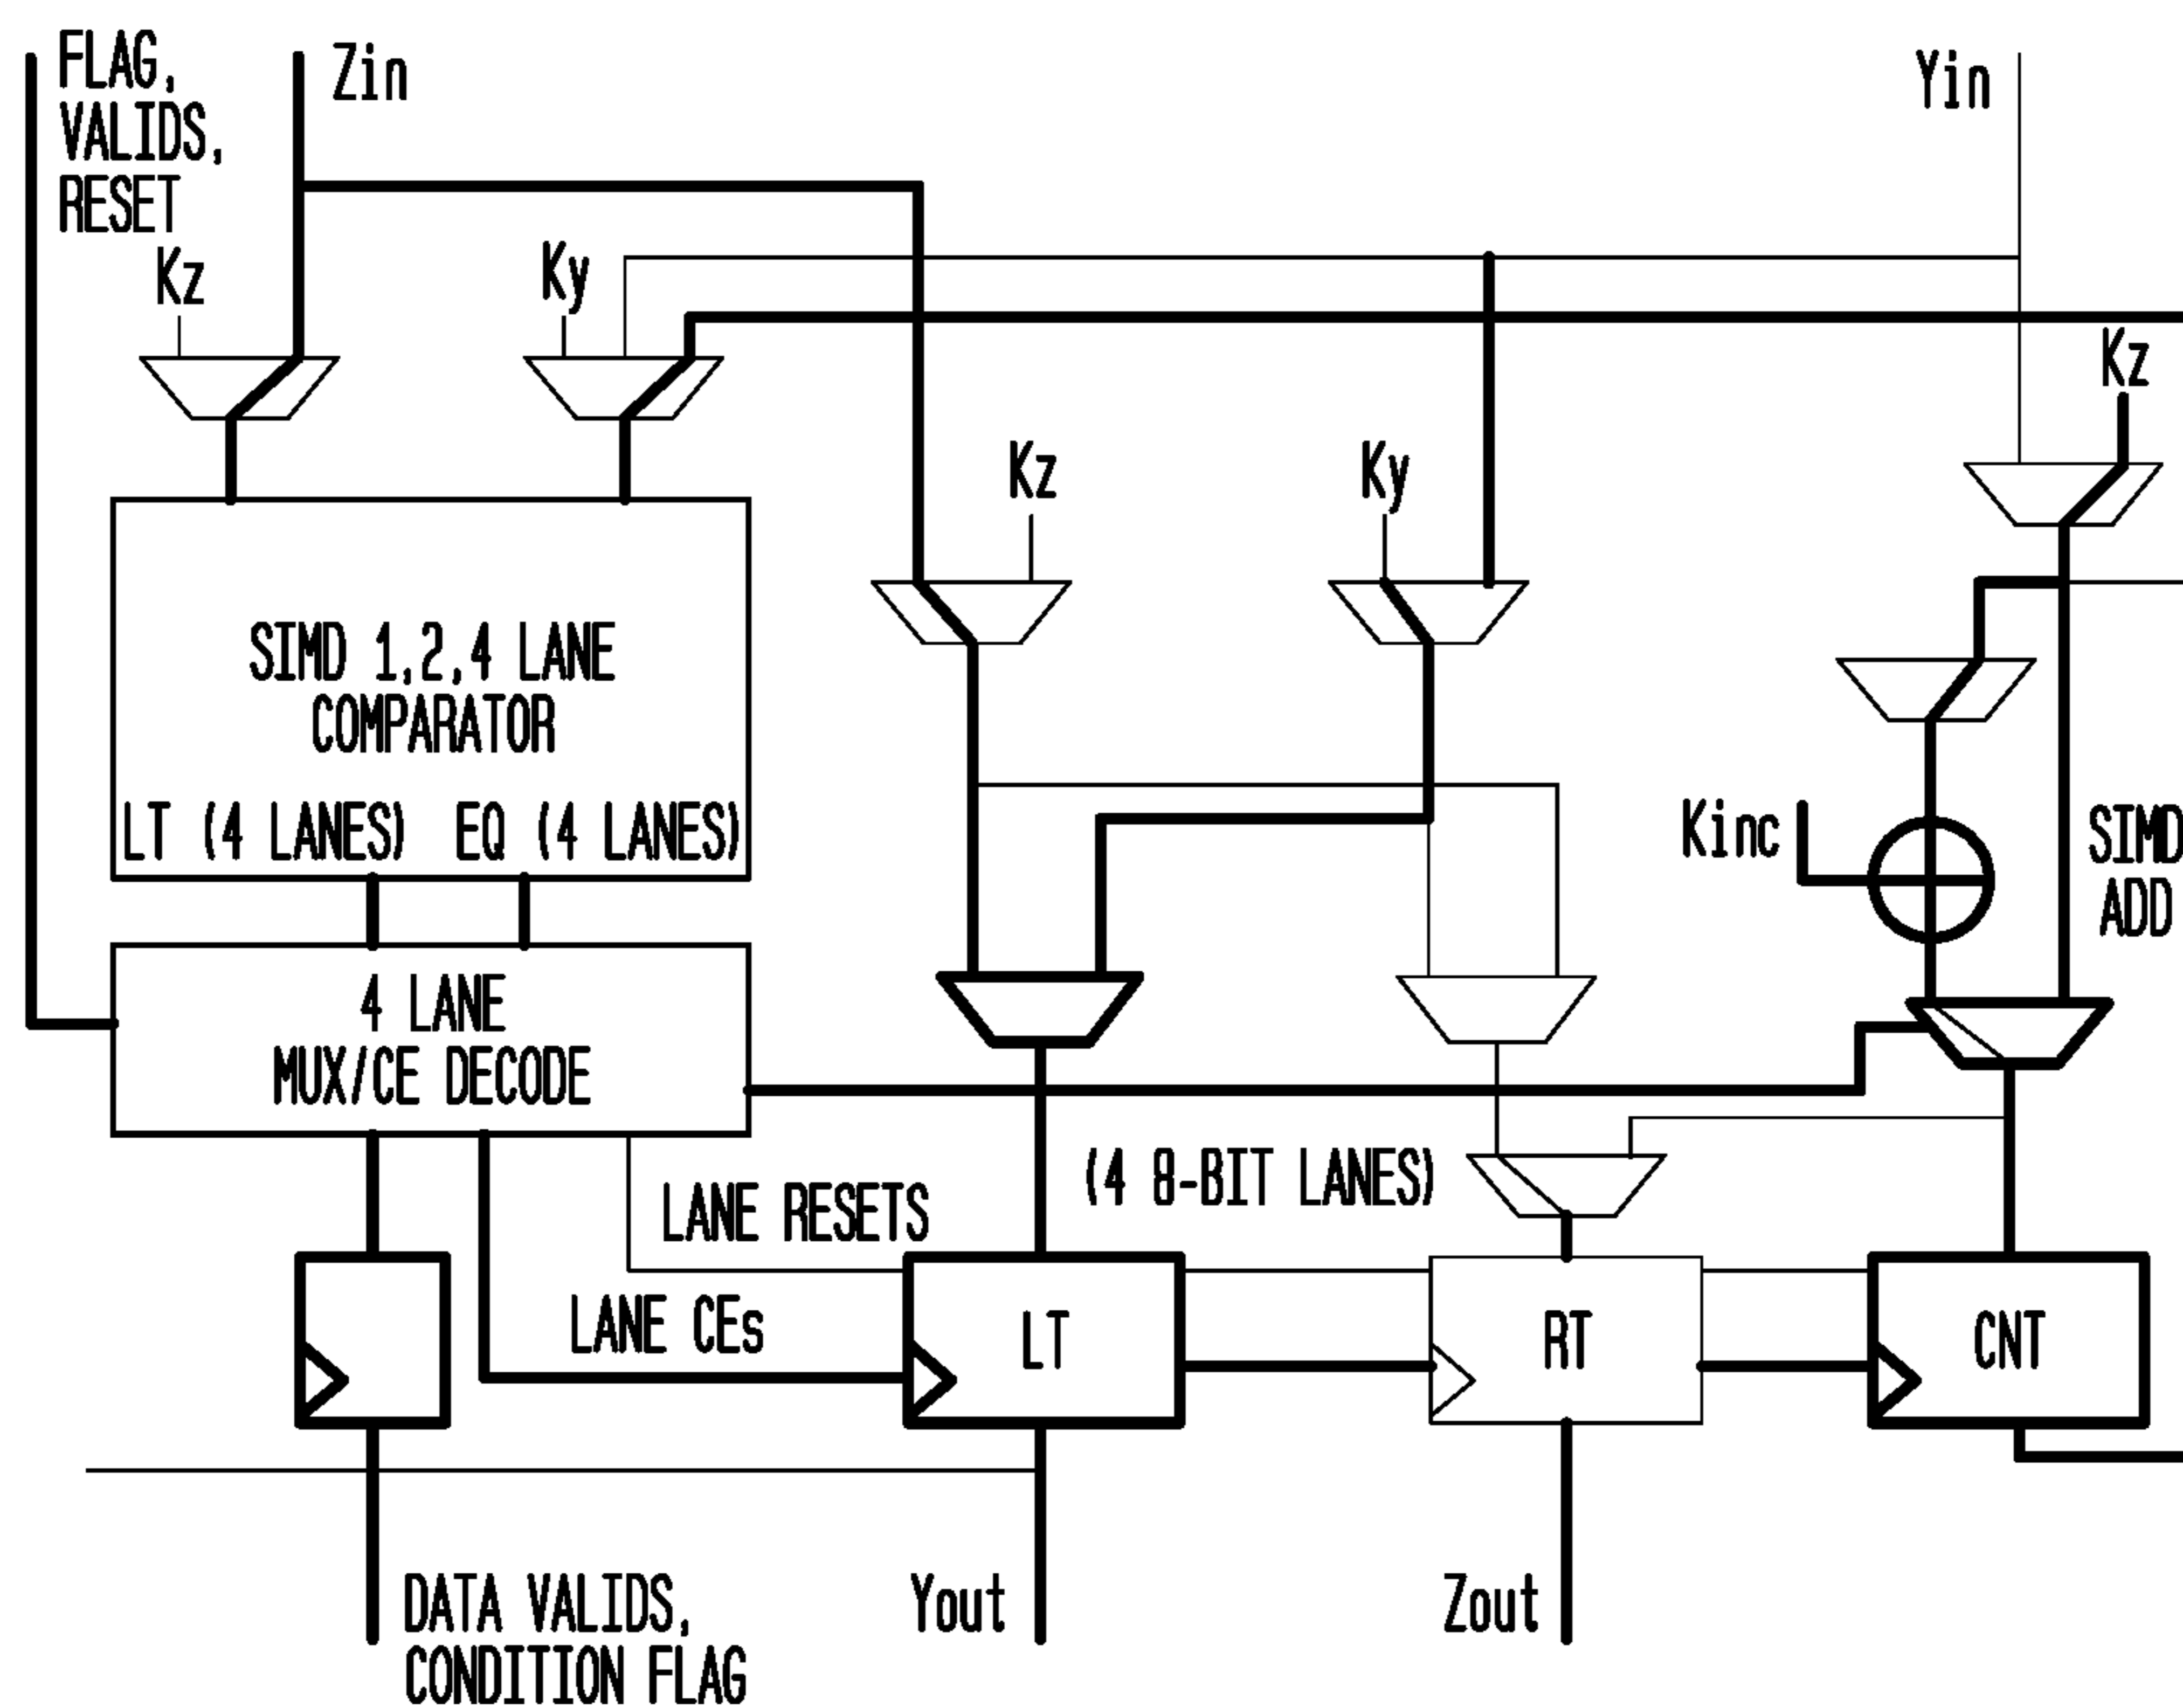 FLAG,
VALIDS,
RESET
Zin
Yin
Kz
Ky
Kz
Kz
Ky
SIMD 1,2,4 LANE
COMPARATOR
LT (4 LANES) EQ (4 LANES)
Kinc
SIMD
ADD
4 LANE
MUX/CE DECODE
(4 8-BIT LANES)
LANE RESETS
LANE CEs
LT
RT
CNT
DATA VALIDS,
CONDITION FLAG
Yout
Zout